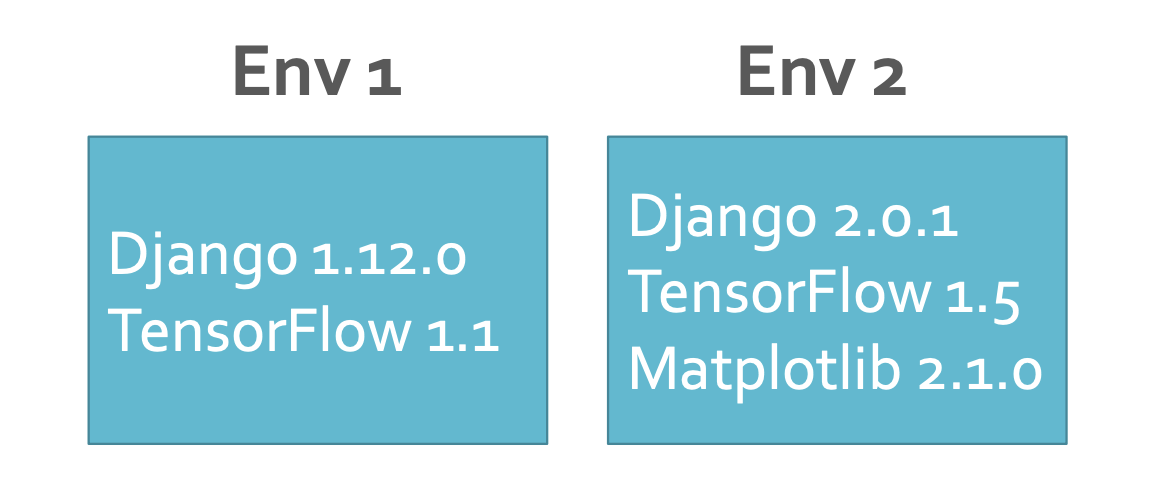 Env 1
Django 1.12.0
TensorFlow 1.1
Env 2
Django 2.0.1
TensorFlow 1.5
Matplotlib 2.1.0